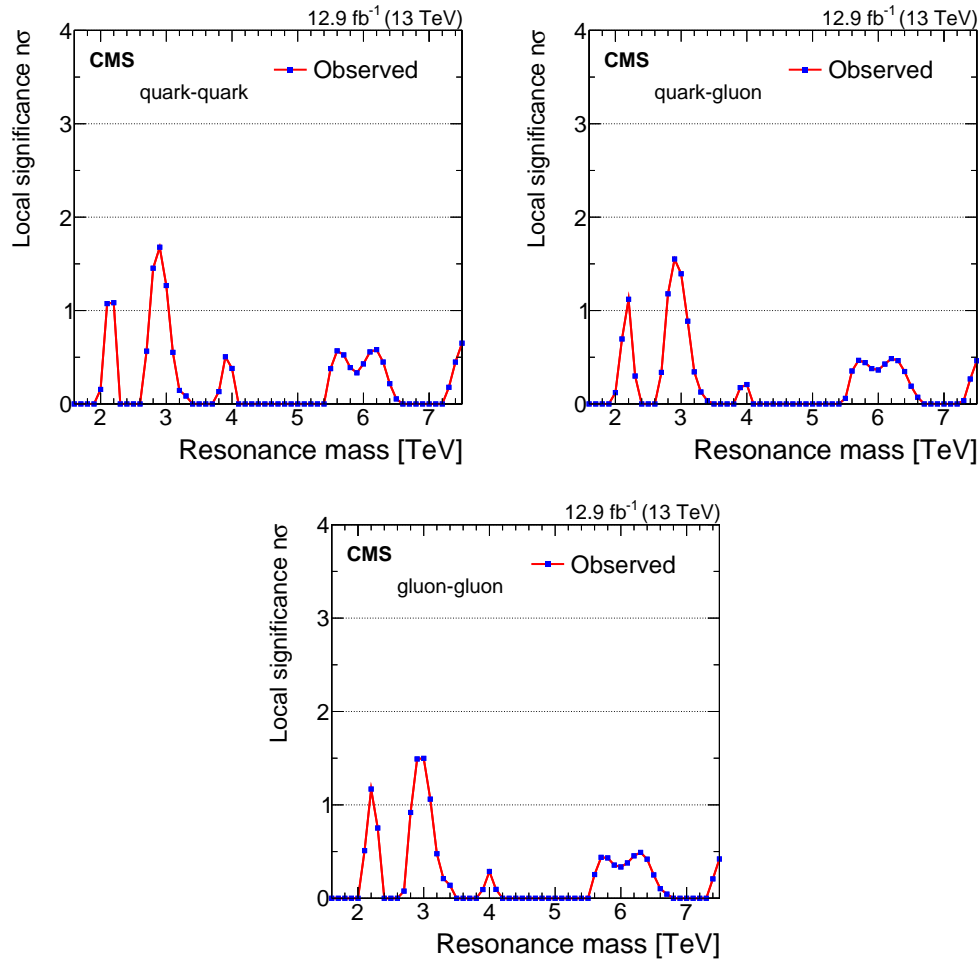 12.9 fb⁻¹ (13 TeV)
Local significance nσ
CMS
Observed
quark-quark
4
3
2
1
0
2 3 4 5 6 7
Resonance mass [TeV]
12.9 fb⁻¹ (13 TeV)
Local significance nσ
CMS
Observed
quark-gluon
4
3
2
1
0
2 3 4 5 6 7
Resonance mass [TeV]
12.9 fb⁻¹ (13 TeV)
Local significance nσ
CMS
Observed
gluon-gluon
4
3
2
1
0
2 3 4 5 6 7
Resonance mass [TeV]